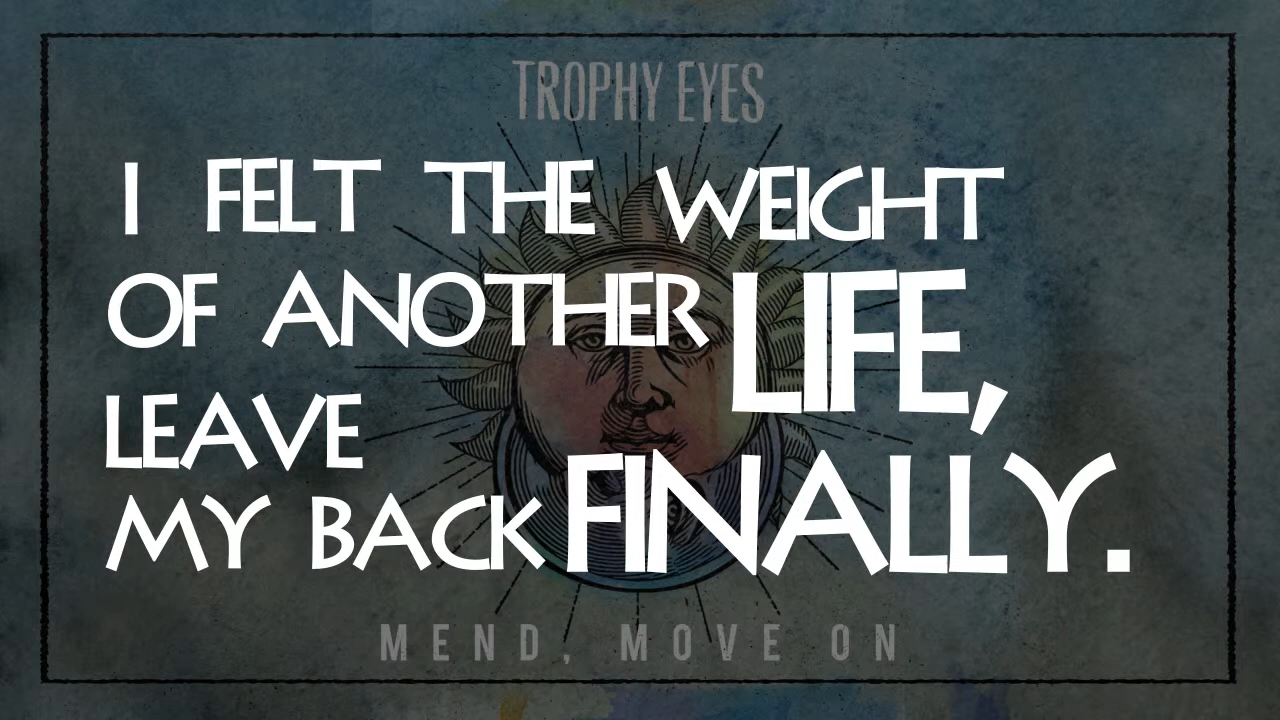 TROPHY EYES
I FELT THE WEIGHT
OF ANOTHER LIFE,
LEAVE
MY BACK FINALLY.
MEND, MOVE ON